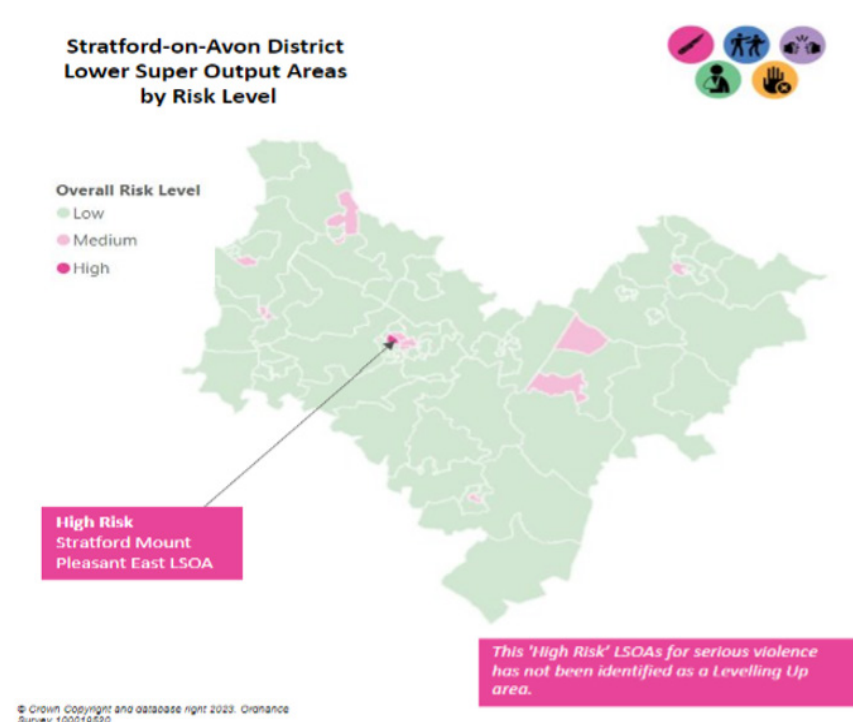 Stratford-on-Avon District
Lower Super Output Areas
by Risk Level
Overall Risk Level
Low
Medium
High
High Risk
Stratford Mount
Pleasant East LSOA
This 'High Risk' LSOAs for serious violence
has not been identified as a Levelling Up
area.
© Crown Copyright and database right 2023. Ordnance
Survey 100019520